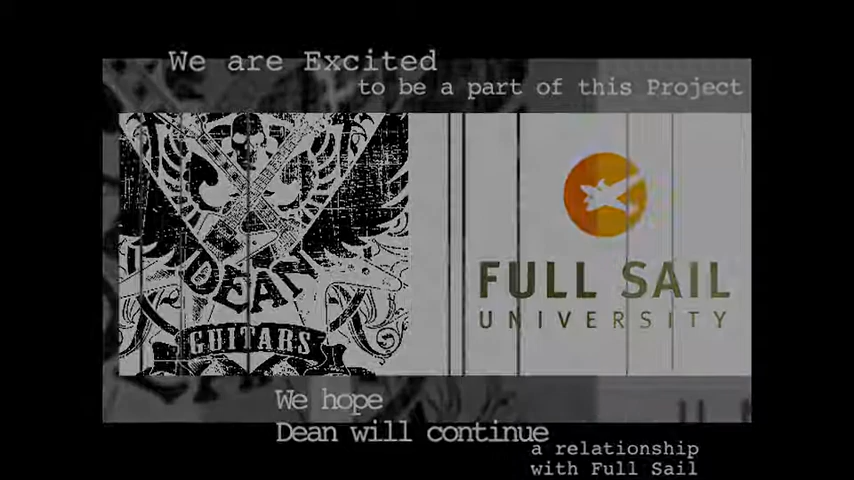 We are Excited
to be a part of this Project
DEAN
GUITARS
FULL SAIL
UNIVERSITY
We hope
Dean will continue
a relationship
with Full Sail